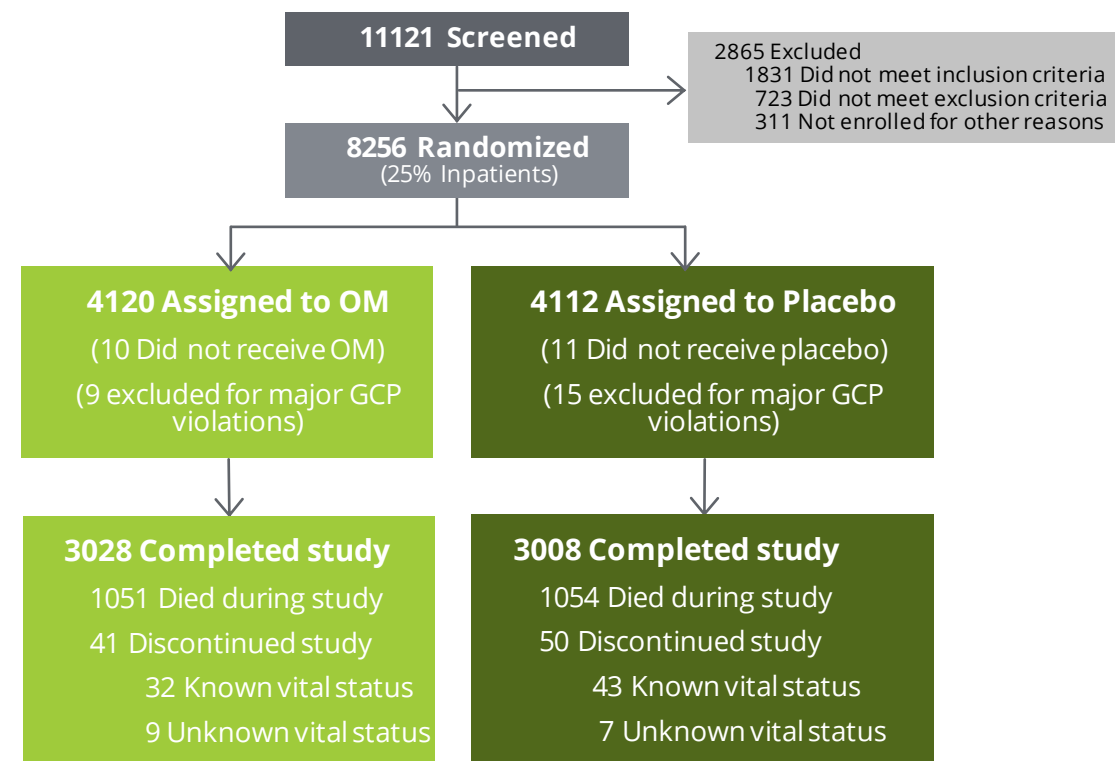 11121 Screened
2865 Excluded
1831 Did not meet inclusion criteria
723 Did not meet exclusion criteria
311 Not enrolled for other reasons
8256 Randomized
(25% Inpatients)
4120 Assigned to OM
(10 Did not receive OM)
(9 excluded for major GCP
violations)
4112 Assigned to Placebo
(11 Did not receive placebo)
(15 excluded for major GCP
violations)
3028 Completed study
1051 Died during study
41 Discontinued study
32 Known vital status
9 Unknown vital status
3008 Completed study
1054 Died during study
50 Discontinued study
43 Known vital status
7 Unknown vital status